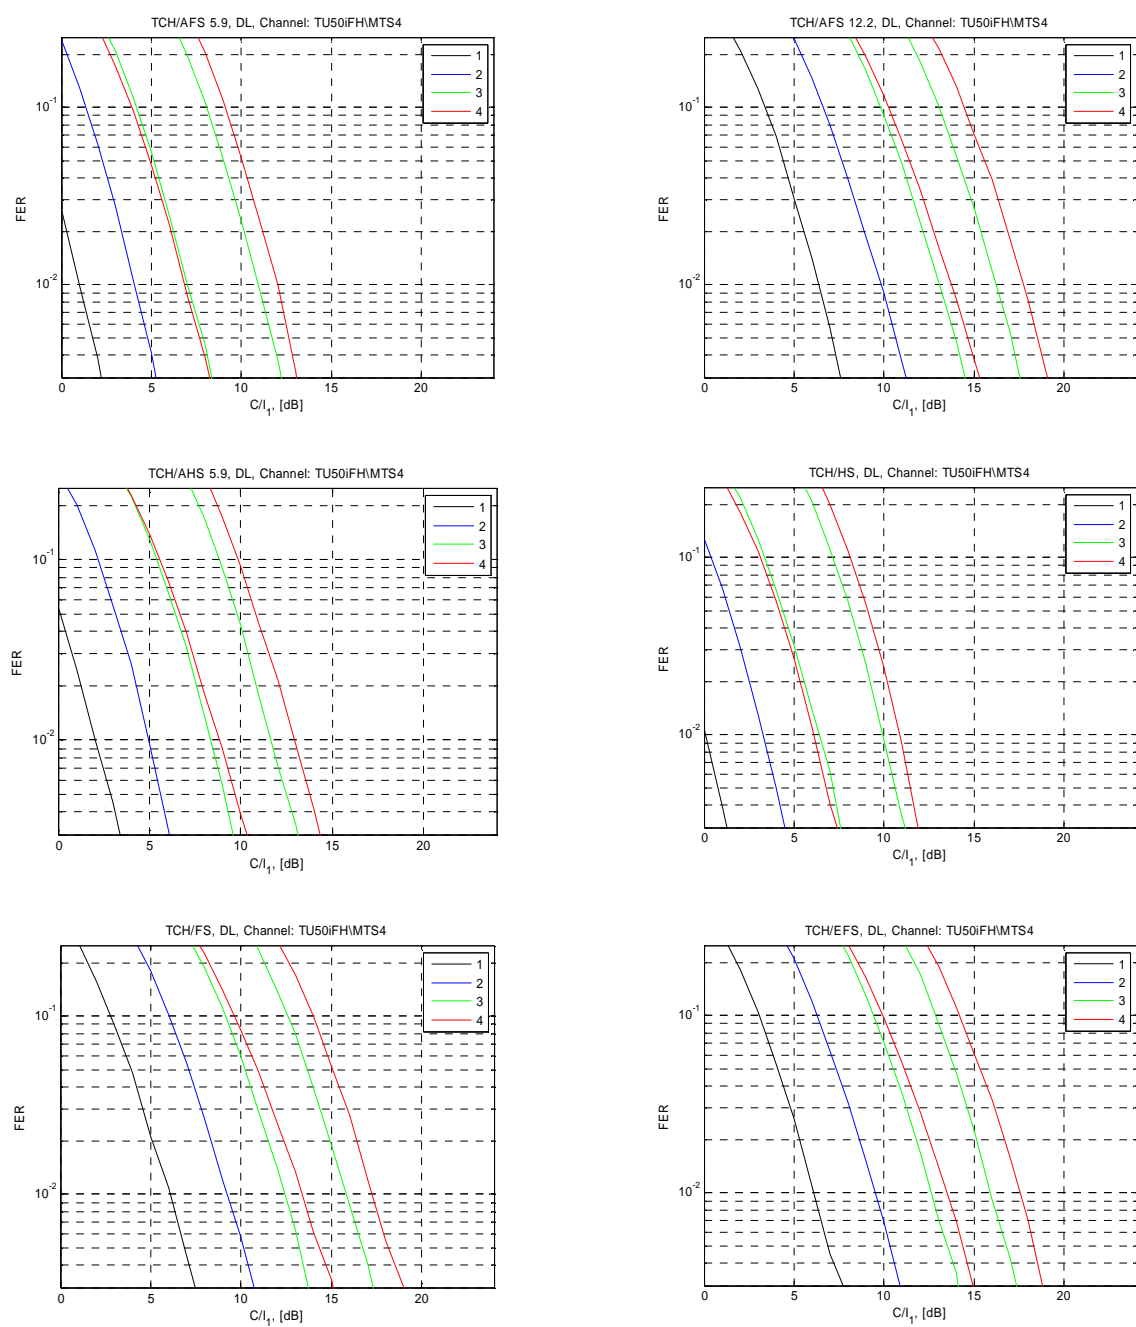 TCH/AFS 5.9, DL, Channel: TU50iFH\MTS4
1
2
3
4
10^-1
10^-2
FER
0 5 10 15 20
C/I_1, [dB]
TCH/AFS 12.2, DL, Channel: TU50iFH\MTS4
1
2
3
4
10^-1
10^-2
FER
0 5 10 15 20
C/I_1, [dB]
TCH/AHS 5.9, DL, Channel: TU50iFH\MTS4
1
2
3
4
10^-1
10^-2
FER
0 5 10 15 20
C/I_1, [dB]
TCH/HS, DL, Channel: TU50iFH\MTS4
1
2
3
4
10^-1
10^-2
FER
0 5 10 15 20
C/I_1, [dB]
TCH/FS, DL, Channel: TU50iFH\MTS4
1
2
3
4
10^-1
10^-2
FER
0 5 10 15 20
C/I_1, [dB]
TCH/EFS, DL, Channel: TU50iFH\MTS4
1
2
3
4
10^-1
10^-2
FER
0 5 10 15 20
C/I_1, [dB]